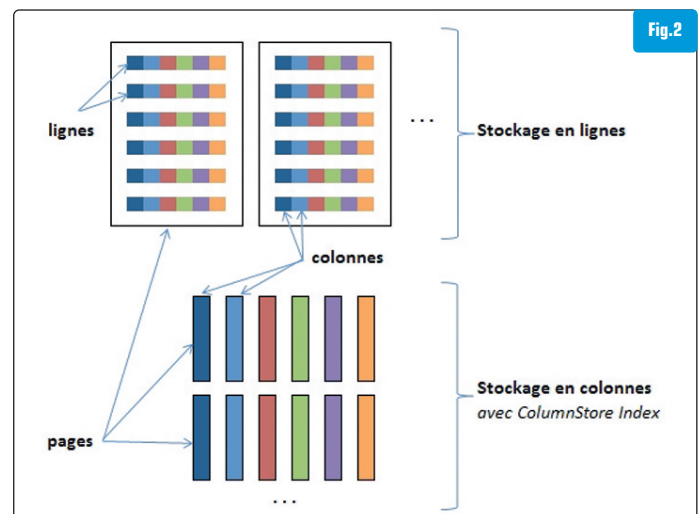 Fig.2
lignes
...
Stockage en lignes
colonnes
Stockage en colonnes
avec ColumnStore Index
pages
...